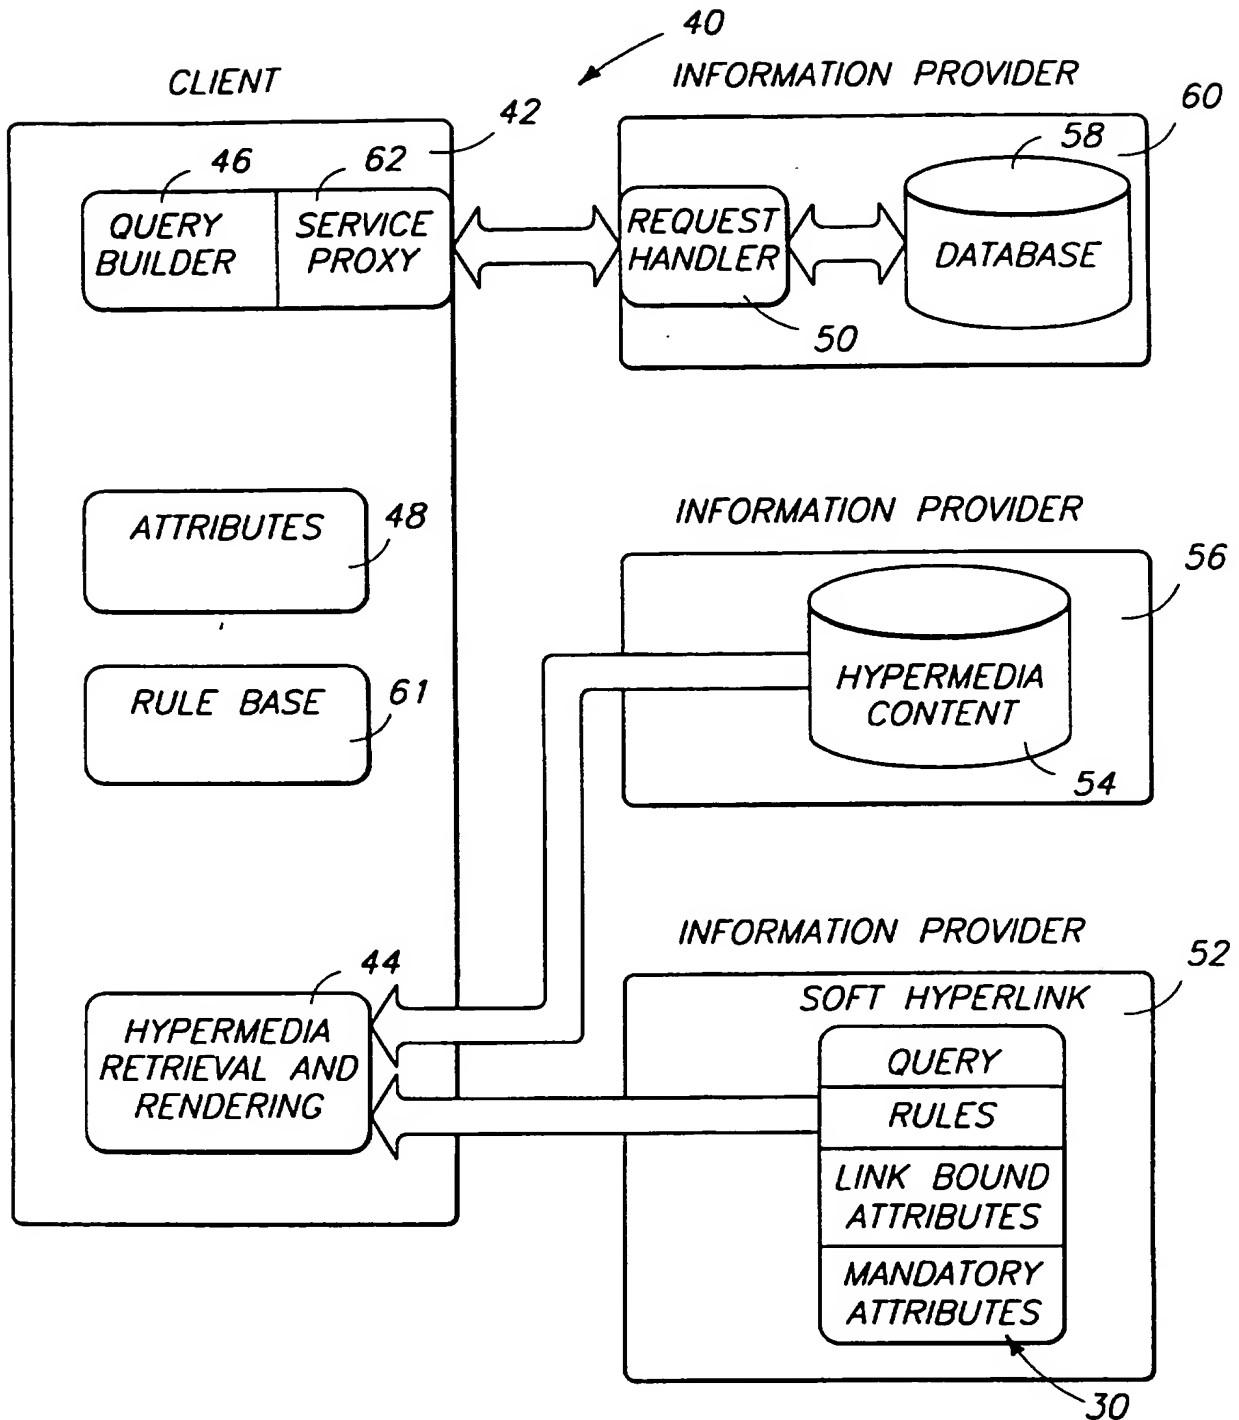 40
CLIENT
INFORMATION PROVIDER
42
60
46
62
58
QUERY
BUILDER
SERVICE
PROXY
REQUEST
HANDLER
DATABASE
50
INFORMATION PROVIDER
ATTRIBUTES
48
56
RULE BASE
61
HYPERMEDIA
CONTENT
54
INFORMATION PROVIDER
52
44
SOFT HYPERLINK
HYPERMEDIA
RETRIEVAL AND
RENDERING
QUERY
RULES
LINK BOUND
ATTRIBUTES
MANDATORY
ATTRIBUTES
30